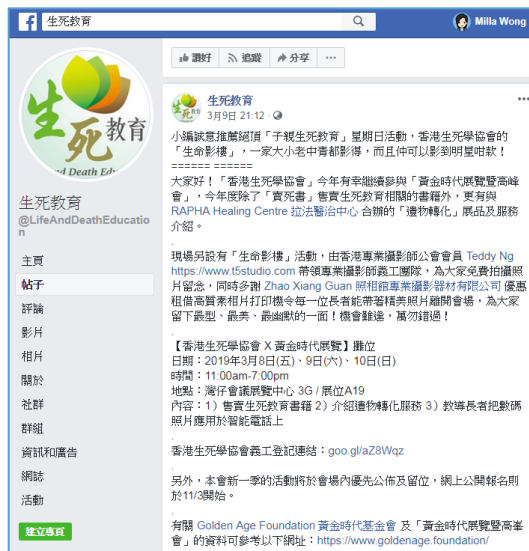 生死教育
Milla Wong
讚好 追蹤 分享 ...
生死教育
and Death Ed
生死教育
@LifeAndDeathEducatio
n
主頁
帖子
評論
影片
相片
關於
社群
群組
資訊和廣告
網誌
活動
建立專頁
生死教育
3月9日 21:12 ·
小編誠意推薦絕頂「子親生死教育」星期日活動，香港生死學協會的
「生命影樓」，一家大小老中青都影得，而且仲可以影到明星咁款！
====== ======
大家好！「香港生死學協會」今年有幸繼續參與「黃金時代展覽暨高峰
會」，今年度除了「賣死書」售賣生死教育相關的書籍外，更有與
RAPHA Healing Centre 拉法醫治中心 合辦的「遺物轉化」展品及服務
介紹。
.
現場另設有「生命影樓」活動，由香港專業攝影師公會會員 Teddy Ng
https://www.t5studio.com 帶領專業攝影師義工團隊，為大家免費拍攝照
片留念，同時多謝 Zhao Xiang Guan 照相館專業攝影器材有限公司 優惠
租借高質素相片打印機令每一位長者能帶著精美照片離開會場，為大家
留下最型、最美、最幽默的一面！機會難逢，萬勿錯過！
.
【香港生死學協會 X 黃金時代展覽】攤位
日期：2019年3月8日(五)、9日(六)、10日(日)
時間：11:00am-7:00pm
地點：灣仔會議展覽中心 3G / 展位A19
內容：1）售賣生死教育書籍 2）介紹遺物轉化服務 3）教導長者把數碼
照片應用於智能電話上
.
香港生死學協會義工登記連結：goo.gl/aZ8Wqz
.
另外，本會新一季的活動將於會場內優先公佈及留位，網上公開報名則
於11/3開始。
.
有關 Golden Age Foundation 黃金時代基金會 及「黃金時代展覽暨高峯
會」的資料可參考以下網址：https://www.goldenage.foundation/